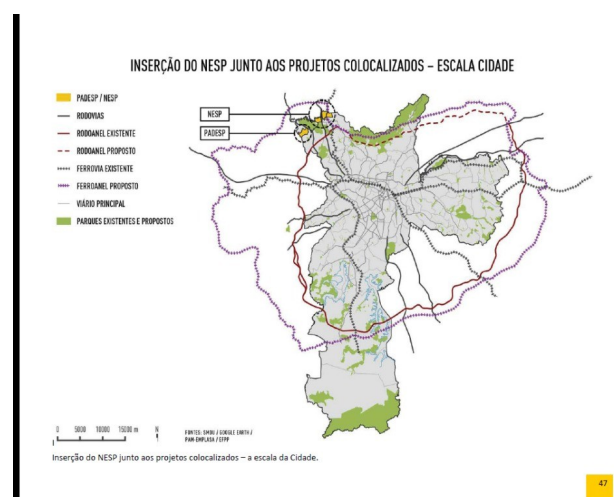 INSERÇÃO DO NESP JUNTO AOS PROJETOS COLOCALIZADOS – ESCALA CIDADE
PADESP / NESP
RODOVIAS
RODOANEL EXISTENTE
RODOANEL PROPOSTO
FERROVIA EXISTENTE
FERROANEL PROPOSTO
VIÁRIO PRINCIPAL
PARQUES EXISTENTES E PROPOSTOS
NESP
PADESP
0 5000 10000 15000 m N
FONTES: SMDU / GOOGLE EARTH /
PAM-EMPLASA / EFPP
Inserção do NESP junto aos projetos colocalizados – a escala da Cidade.
47